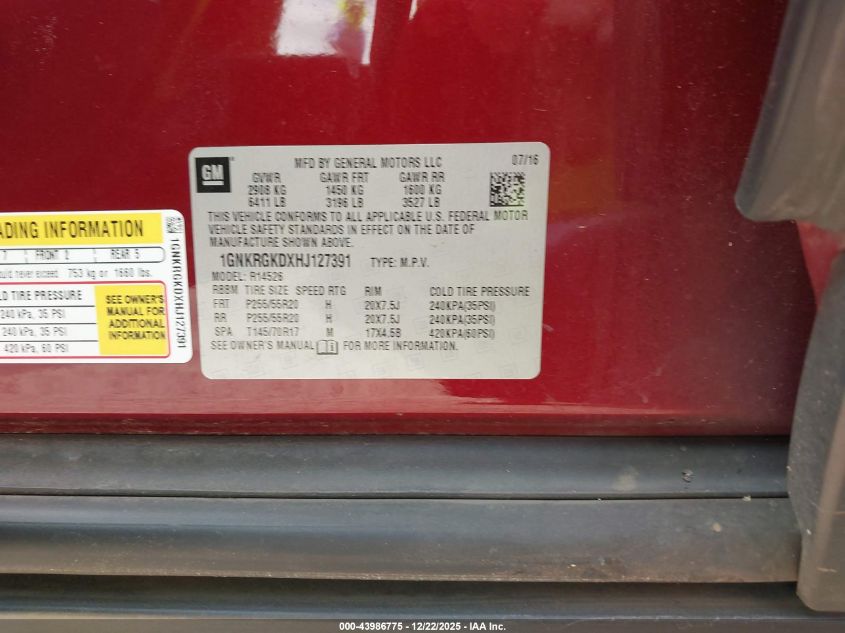 GM
MFD BY GENERAL MOTORS LLC 07/16
GVWR GAWR FRT GAWR RR
2908 KG 1450 KG 1600 KG
6411 LB 3196 LB 3527 LB
THIS VEHICLE CONFORMS TO ALL APPLICABLE U.S. FEDERAL MOTOR
VEHICLE SAFETY STANDARDS IN EFFECT ON THE DATE OF
MANUFACTURE SHOWN ABOVE.
1GNKRGKDXHJ127391 TYPE: M.P.V.
MODEL: R14526
RBBM TIRE SIZE SPEED RTG RIM COLD TIRE PRESSURE
FRT P255/55R20 H 20X7.5J 240KPA(35PSI)
RR P255/55R20 H 20X7.5J 240KPA(35PSI)
SPA T145/70R17 M 17X4.5B 420KPA(60PSI)
SEE OWNER'S MANUAL FOR MORE INFORMATION.
ADING INFORMATION
7 FRONT 2 REAR 5
ould never exceed 753 kg or 1660 lbs.
OLD TIRE PRESSURE
240 kPa, 35 PSI
240 kPa, 35 PSI
420 kPa, 60 PSI
SEE OWNER'S
MANUAL FOR
ADDITIONAL
INFORMATION
1GNKRGKDXHJ127391
000-43986775 - 12/22/2025 - IAA Inc.